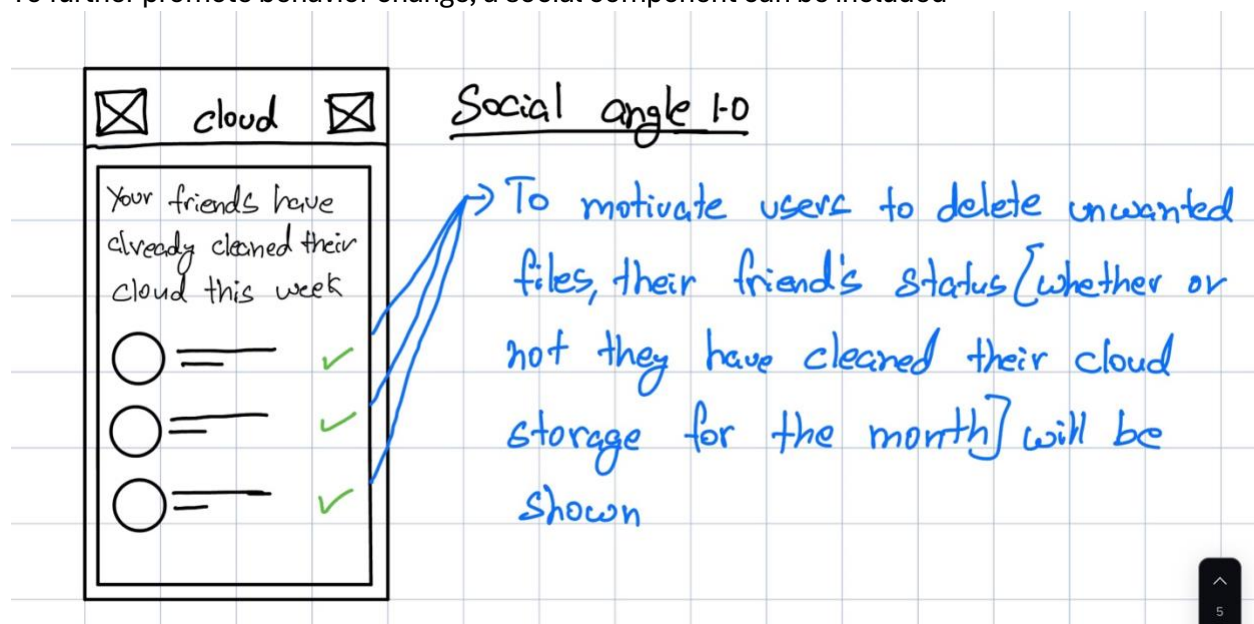 To further promote behavior change, a social component can be included
cloud
Social angle 1.0
Your friends have
already cleaned their
cloud this week
To motivate users to delete unwanted
files, their friend's status [whether or
not they have cleaned their cloud
storage for the month] will be
shown
5